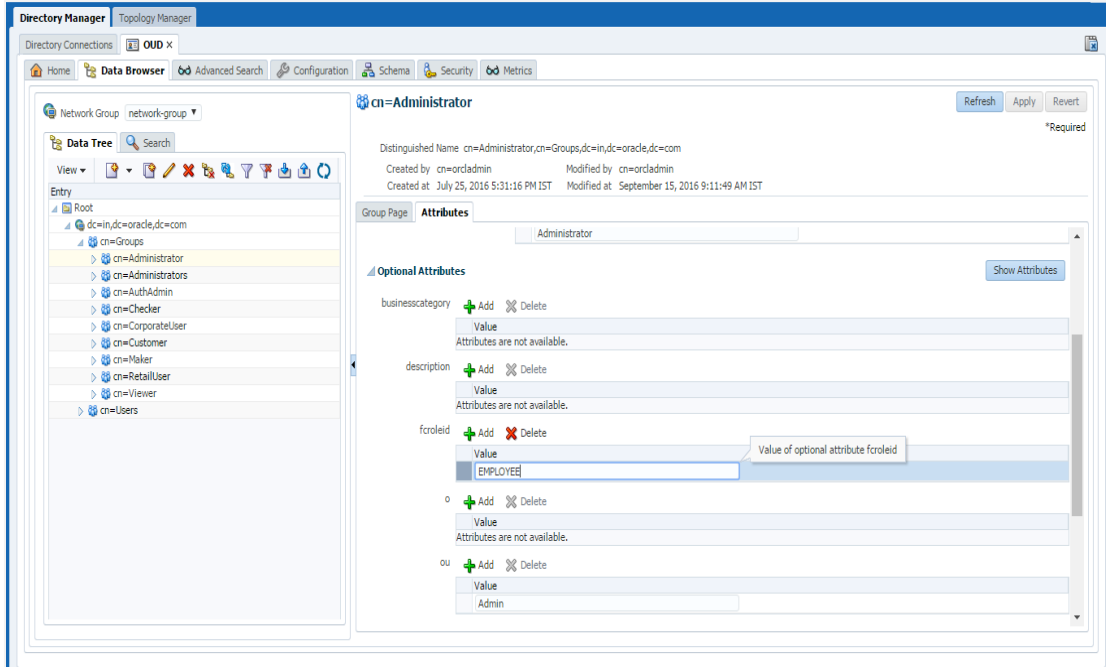 Directory Manager Topology Manager
Directory Connections OUD ×
Home Data Browser Advanced Search Configuration Schema Security Metrics
Network Group network-group
Data Tree Search
View
Entry
Root
dc=in,dc=oracle,dc=com
cn=Groups
cn=Administrator
cn=Administrators
cn=AuthAdmin
cn=Checker
cn=CorporateUser
cn=Customer
cn=Maker
cn=RetailUser
cn=Viewer
cn=Users
cn=Administrator
Refresh Apply Revert
*Required
Distinguished Name cn=Administrator,cn=Groups,dc=in,dc=oracle,dc=com
Created by cn=orcladmin Modified by cn=orcladmin
Created at July 25, 2016 5:31:16 PM IST Modified at September 15, 2016 9:11:49 AM IST
Group Page Attributes
Administrator
Optional Attributes Show Attributes
businesscategory Add Delete
Value
Attributes are not available.
description Add Delete
Value
Attributes are not available.
fcroleid Add Delete
Value
Value of optional attribute fcroleid
EMPLOYEE
o Add Delete
Value
Attributes are not available.
ou Add Delete
Value
Admin